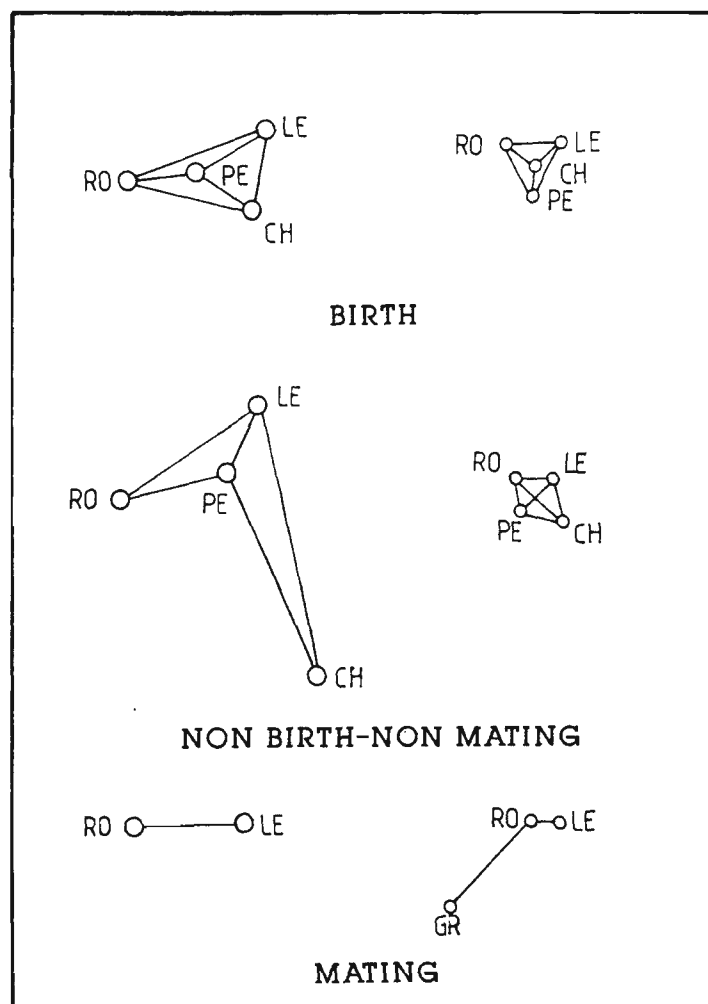 LE
RO
PE
CH
RO
LE
CH
PE
BIRTH
LE
RO
PE
CH
RO
LE
PE
CH
NON BIRTH-NON MATING
RO
LE
RO
LE
GR
MATING